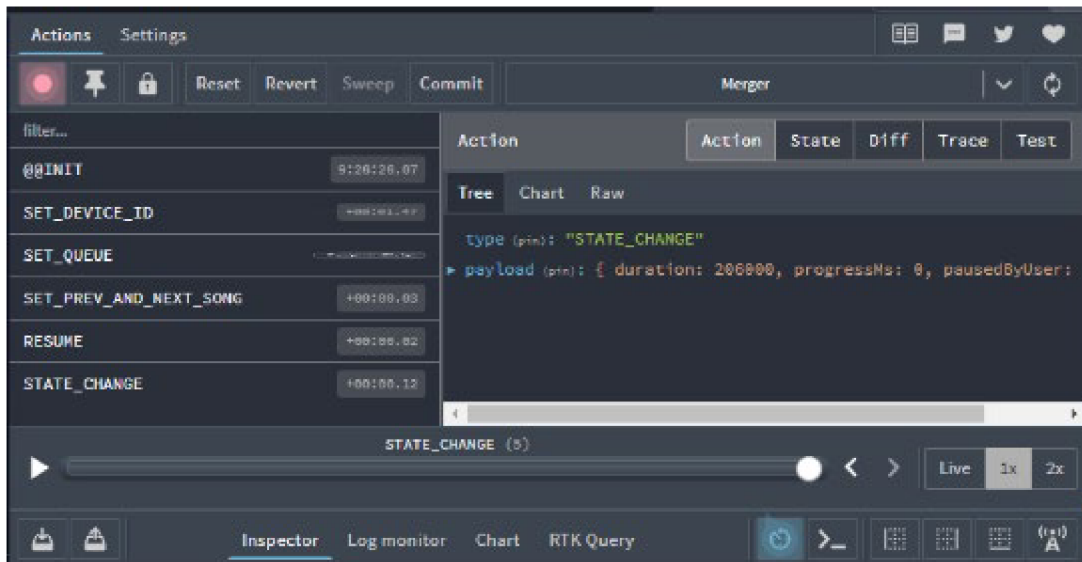 Actions Settings
Reset Revert Sweep Commit Merger
filter...
Action Action State Diff Trace Test
@@INIT 9:26:26.07
Tree Chart Raw
SET_DEVICE_ID +00:01.47
type (pin): "STATE_CHANGE"
SET_QUEUE
payload (pin): { duration: 206000, progressMs: 0, pausedByUser:
SET_PREV_AND_NEXT_SONG +00:00.03
RESUME +00:00.02
STATE_CHANGE +00:00.12
STATE_CHANGE (5)
Live 1x 2x
Inspector Log monitor Chart RTK Query